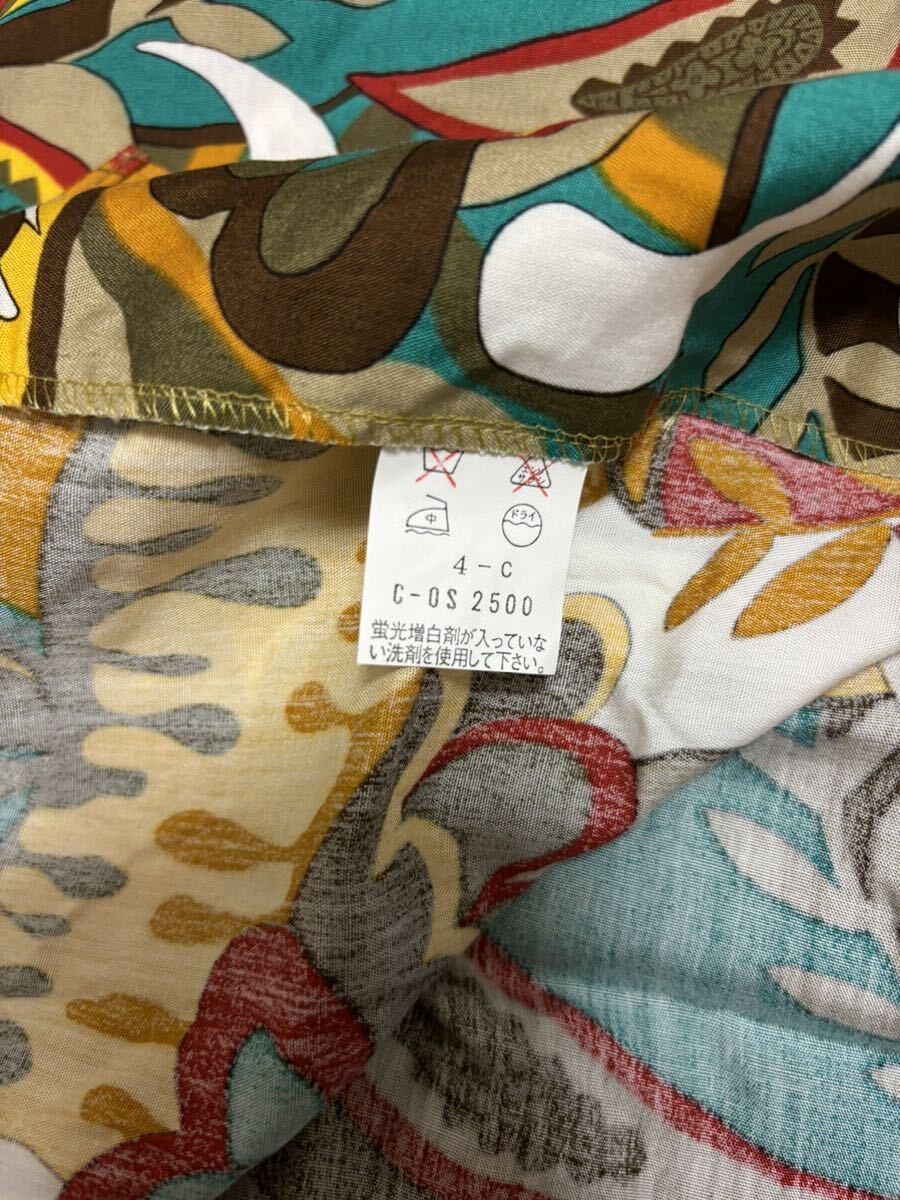 中 ドライ
4-C
C-0S 2500
蛍光増白剤が入っていな
い洗剤を使用して下さい。